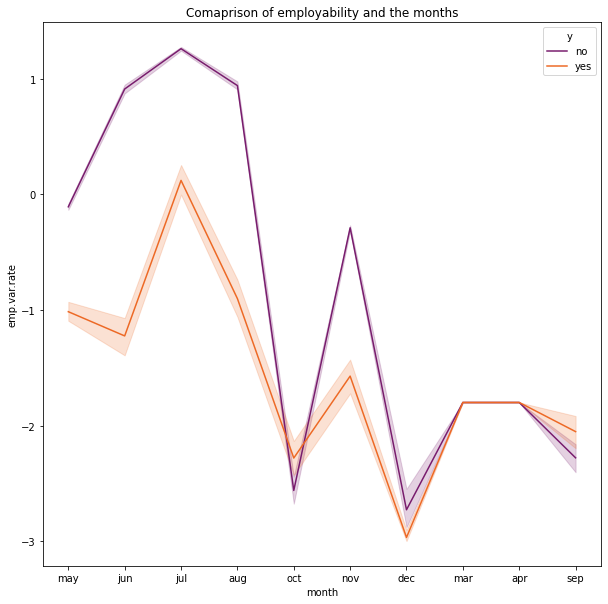 Comaprison of employability and the months
y
no
yes
1
0
−1
−2
−3
emp.var.rate
may jun jul aug oct nov dec mar apr sep
month